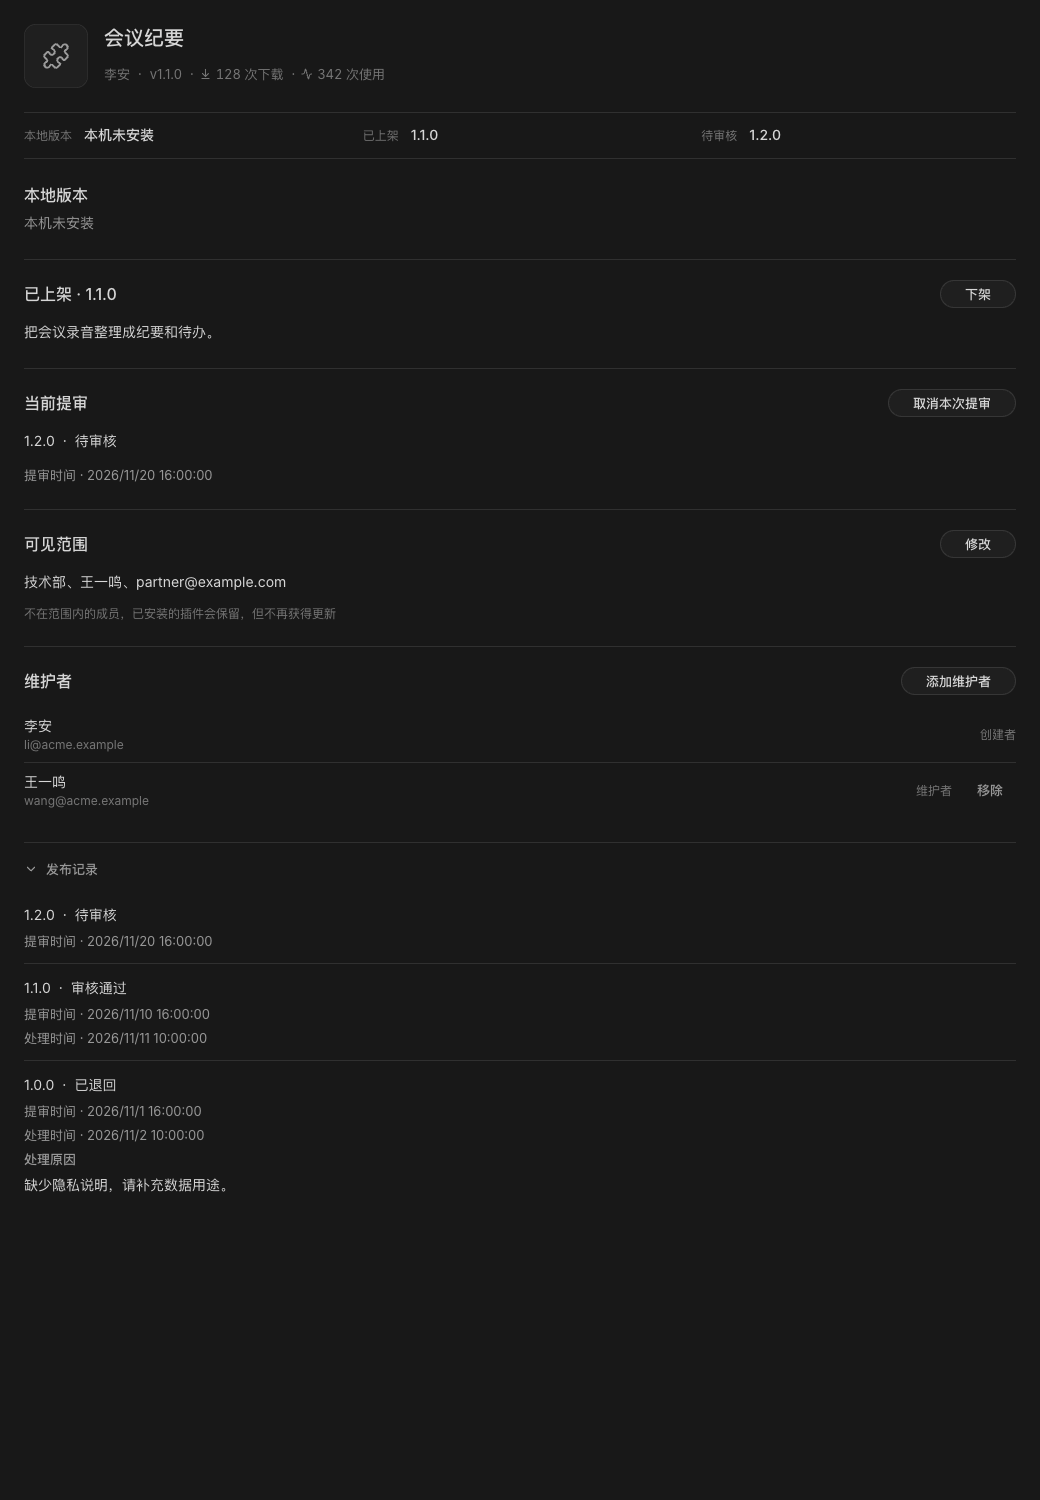 会议纪要
李安 · v1.1.0 · 128 次下载 · 342 次使用
本地版本 本机未安装 已上架 1.1.0 待审核 1.2.0
本地版本
本机未安装
已上架 · 1.1.0 下架
把会议录音整理成纪要和待办。
当前提审 取消本次提审
1.2.0 · 待审核
提审时间 · 2026/11/20 16:00:00
可见范围 修改
技术部、王一鸣、partner@example.com
不在范围内的成员，已安装的插件会保留，但不再获得更新
维护者 添加维护者
李安
li@acme.example 创建者
王一鸣
wang@acme.example 维护者 移除
发布记录
1.2.0 · 待审核
提审时间 · 2026/11/20 16:00:00
1.1.0 · 审核通过
提审时间 · 2026/11/10 16:00:00
处理时间 · 2026/11/11 10:00:00
1.0.0 · 已退回
提审时间 · 2026/11/1 16:00:00
处理时间 · 2026/11/2 10:00:00
处理原因
缺少隐私说明，请补充数据用途。